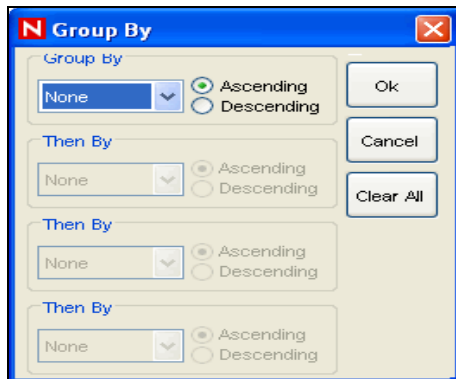 N Group By
Group By
None
Ascending
Descending
Ok
Cancel
Clear All
Then By
None
Ascending
Descending
Then By
None
Ascending
Descending
Then By
None
Ascending
Descending